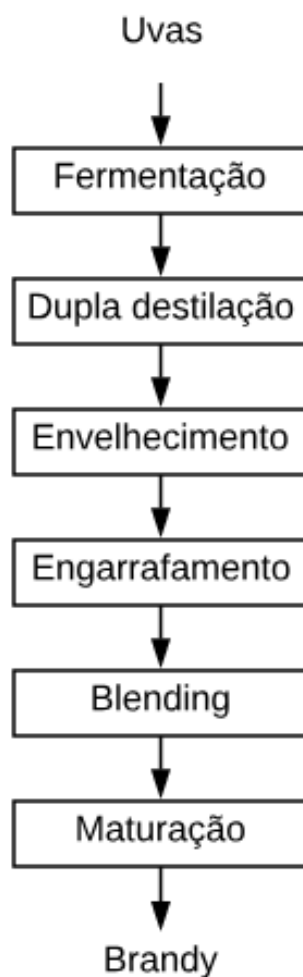 Uvas
Fermentação
Dupla destilação
Envelhecimento
Engarrafamento
Blending
Maturação
Brandy